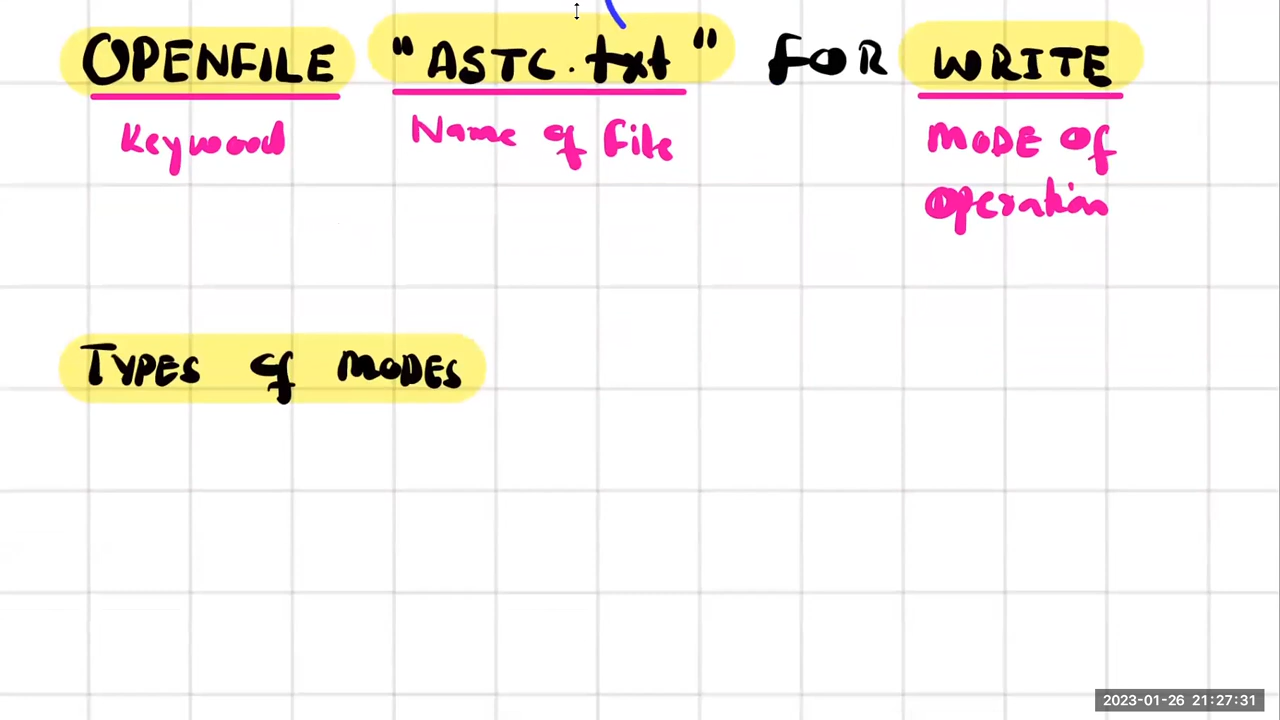 OPENFILE "ASTC.txt" FOR WRITE
Keyword Name of File MODE OF
operation
TYPES of MODES
2023-01-26 21:27:31